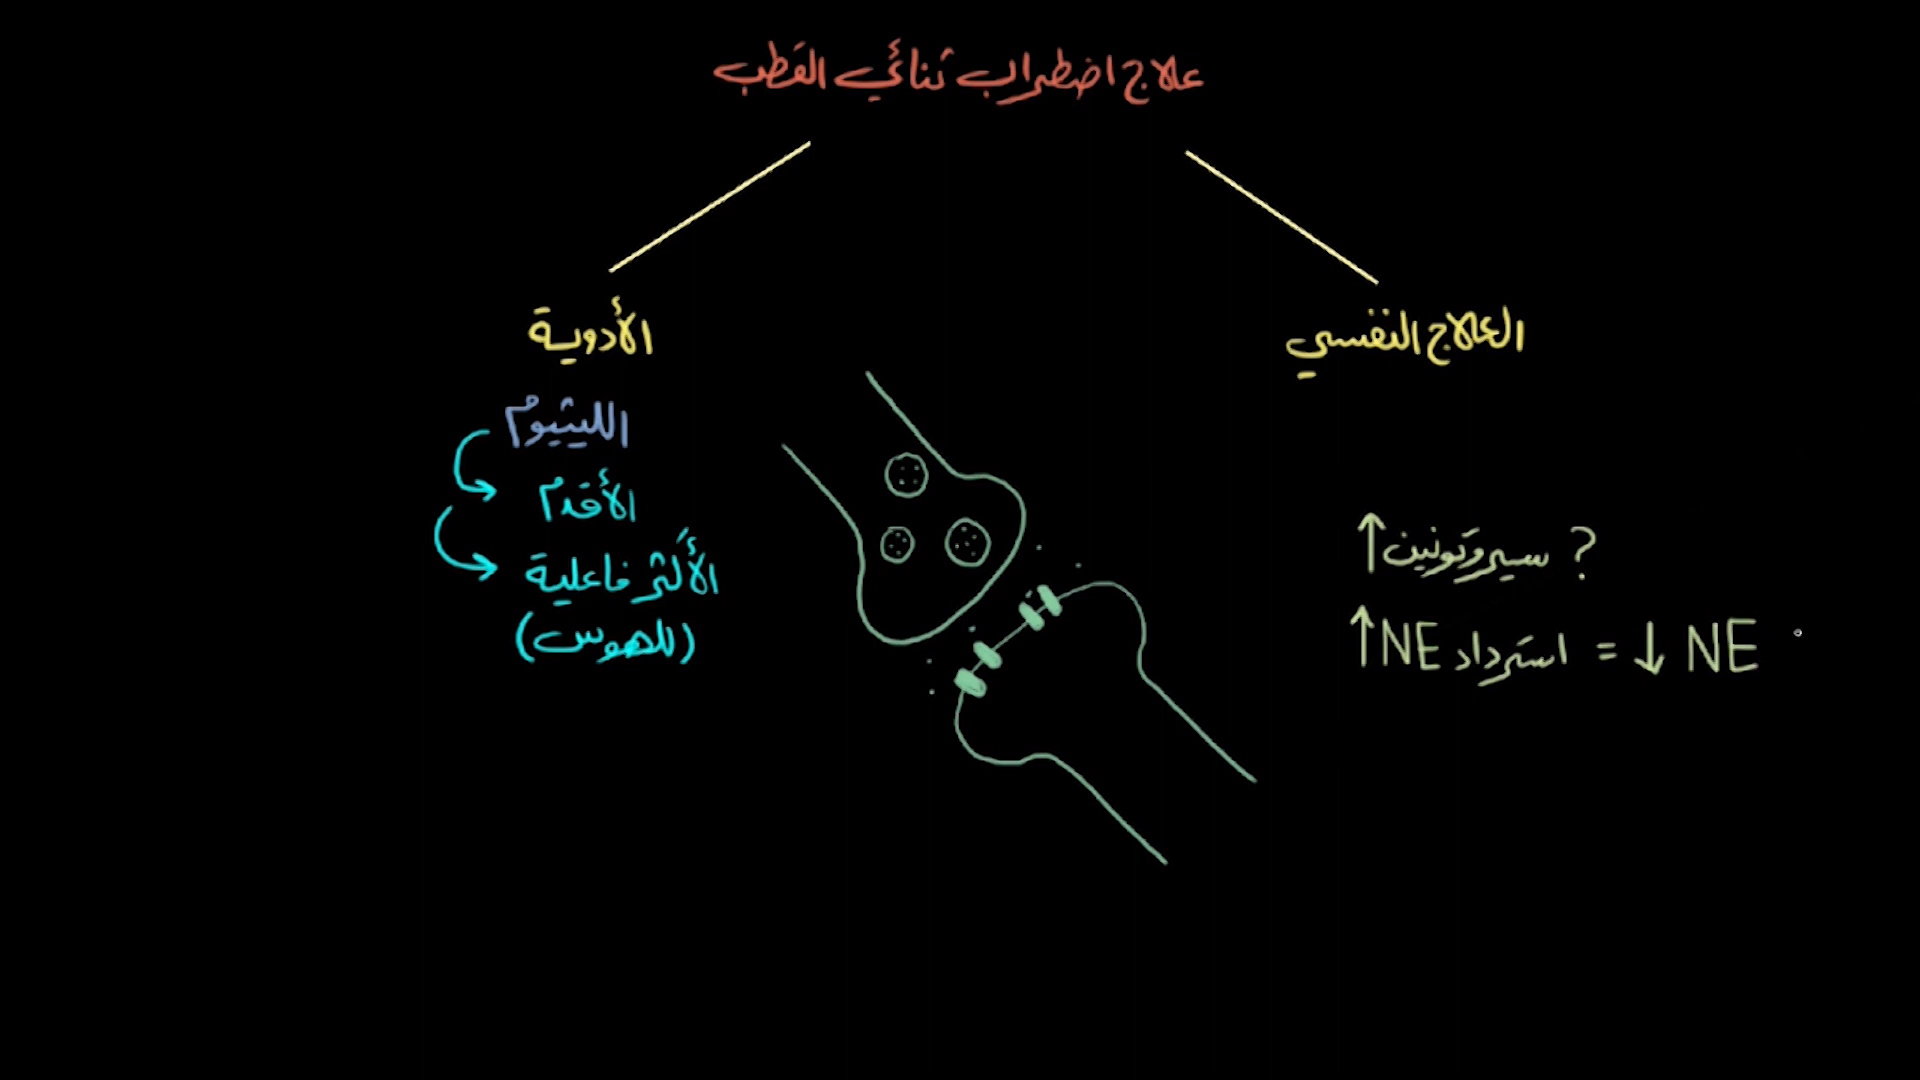 علاج اضطراب ثنائي القطب
العلاج النفسي
الأدوية
الليثيوم
الأقدم
الأكثر فاعلية
(للهوس)
↑ سيروتونين ?
↑ NE استرداد = ↓ NE